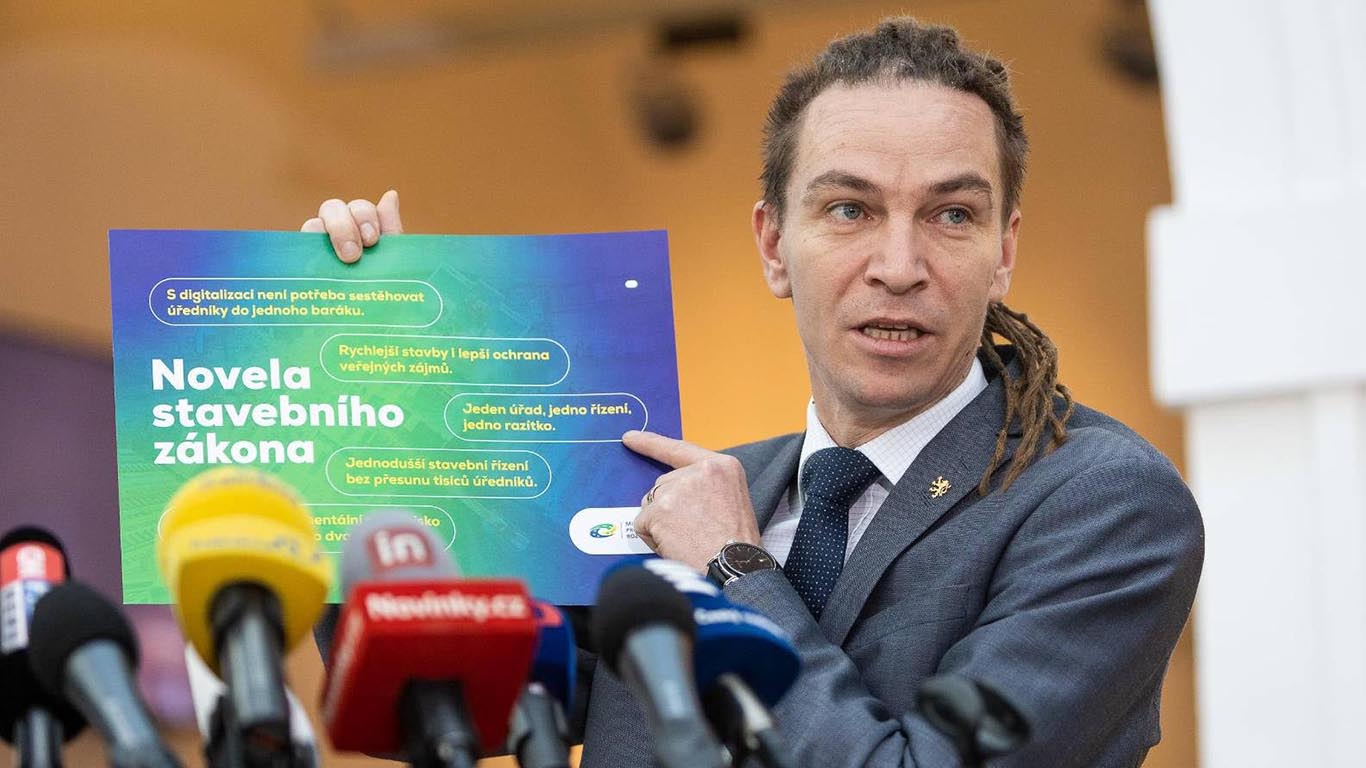 S digitalizací není potřeba sestěhovat
úředníky do jednoho baráku.
Rychlejší stavby i lepší ochrana
veřejných zájmů.
Novela
stavebního
zákona
Jeden úřad, jedno řízení,
jedno razítko.
Jednodušší stavební řízení
bez přesunu tisíců úředníků.
in
Novinky.cz